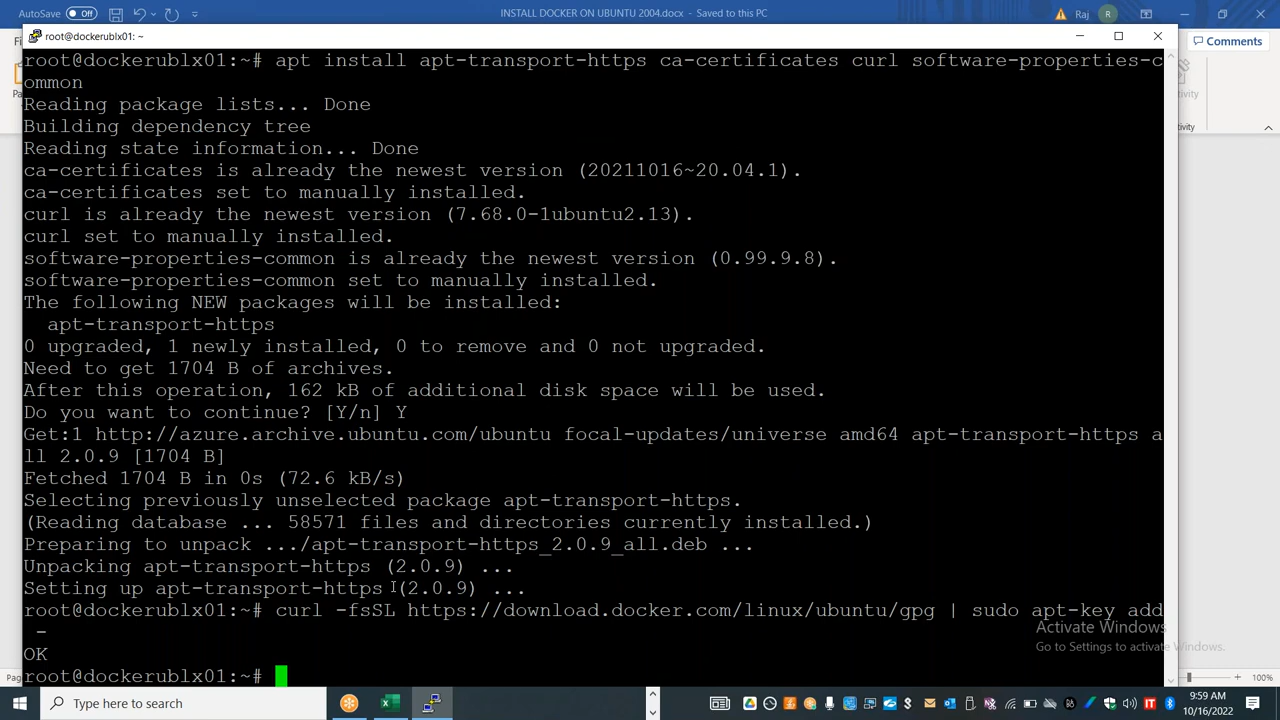 AutoSave Off INSTALL DOCKER ON UBUNTU 2004.docx - Saved to this PC Raj R
root@dockerublx01: ~
Comments
root@dockerublx01:~# apt install apt-transport-https ca-certificates curl software-properties-c
ommon
Reading package lists... Done
Building dependency tree
Reading state information... Done
ca-certificates is already the newest version (20211016~20.04.1).
ca-certificates set to manually installed.
curl is already the newest version (7.68.0-1ubuntu2.13).
curl set to manually installed.
software-properties-common is already the newest version (0.99.9.8).
software-properties-common set to manually installed.
The following NEW packages will be installed:
apt-transport-https
0 upgraded, 1 newly installed, 0 to remove and 0 not upgraded.
Need to get 1704 B of archives.
After this operation, 162 kB of additional disk space will be used.
Do you want to continue? [Y/n] Y
Get:1 http://azure.archive.ubuntu.com/ubuntu focal-updates/universe amd64 apt-transport-https a
ll 2.0.9 [1704 B]
Fetched 1704 B in 0s (72.6 kB/s)
Selecting previously unselected package apt-transport-https.
(Reading database ... 58571 files and directories currently installed.)
Preparing to unpack .../apt-transport-https_2.0.9_all.deb ...
Unpacking apt-transport-https (2.0.9) ...
Setting up apt-transport-https (2.0.9) ...
root@dockerublx01:~# curl -fsSL https://download.docker.com/linux/ubuntu/gpg | sudo apt-key add
-
OK
root@dockerublx01:~#
Activate Windows
Go to Settings to activate Windows.
100%
Type here to search
9:59 AM
10/16/2022